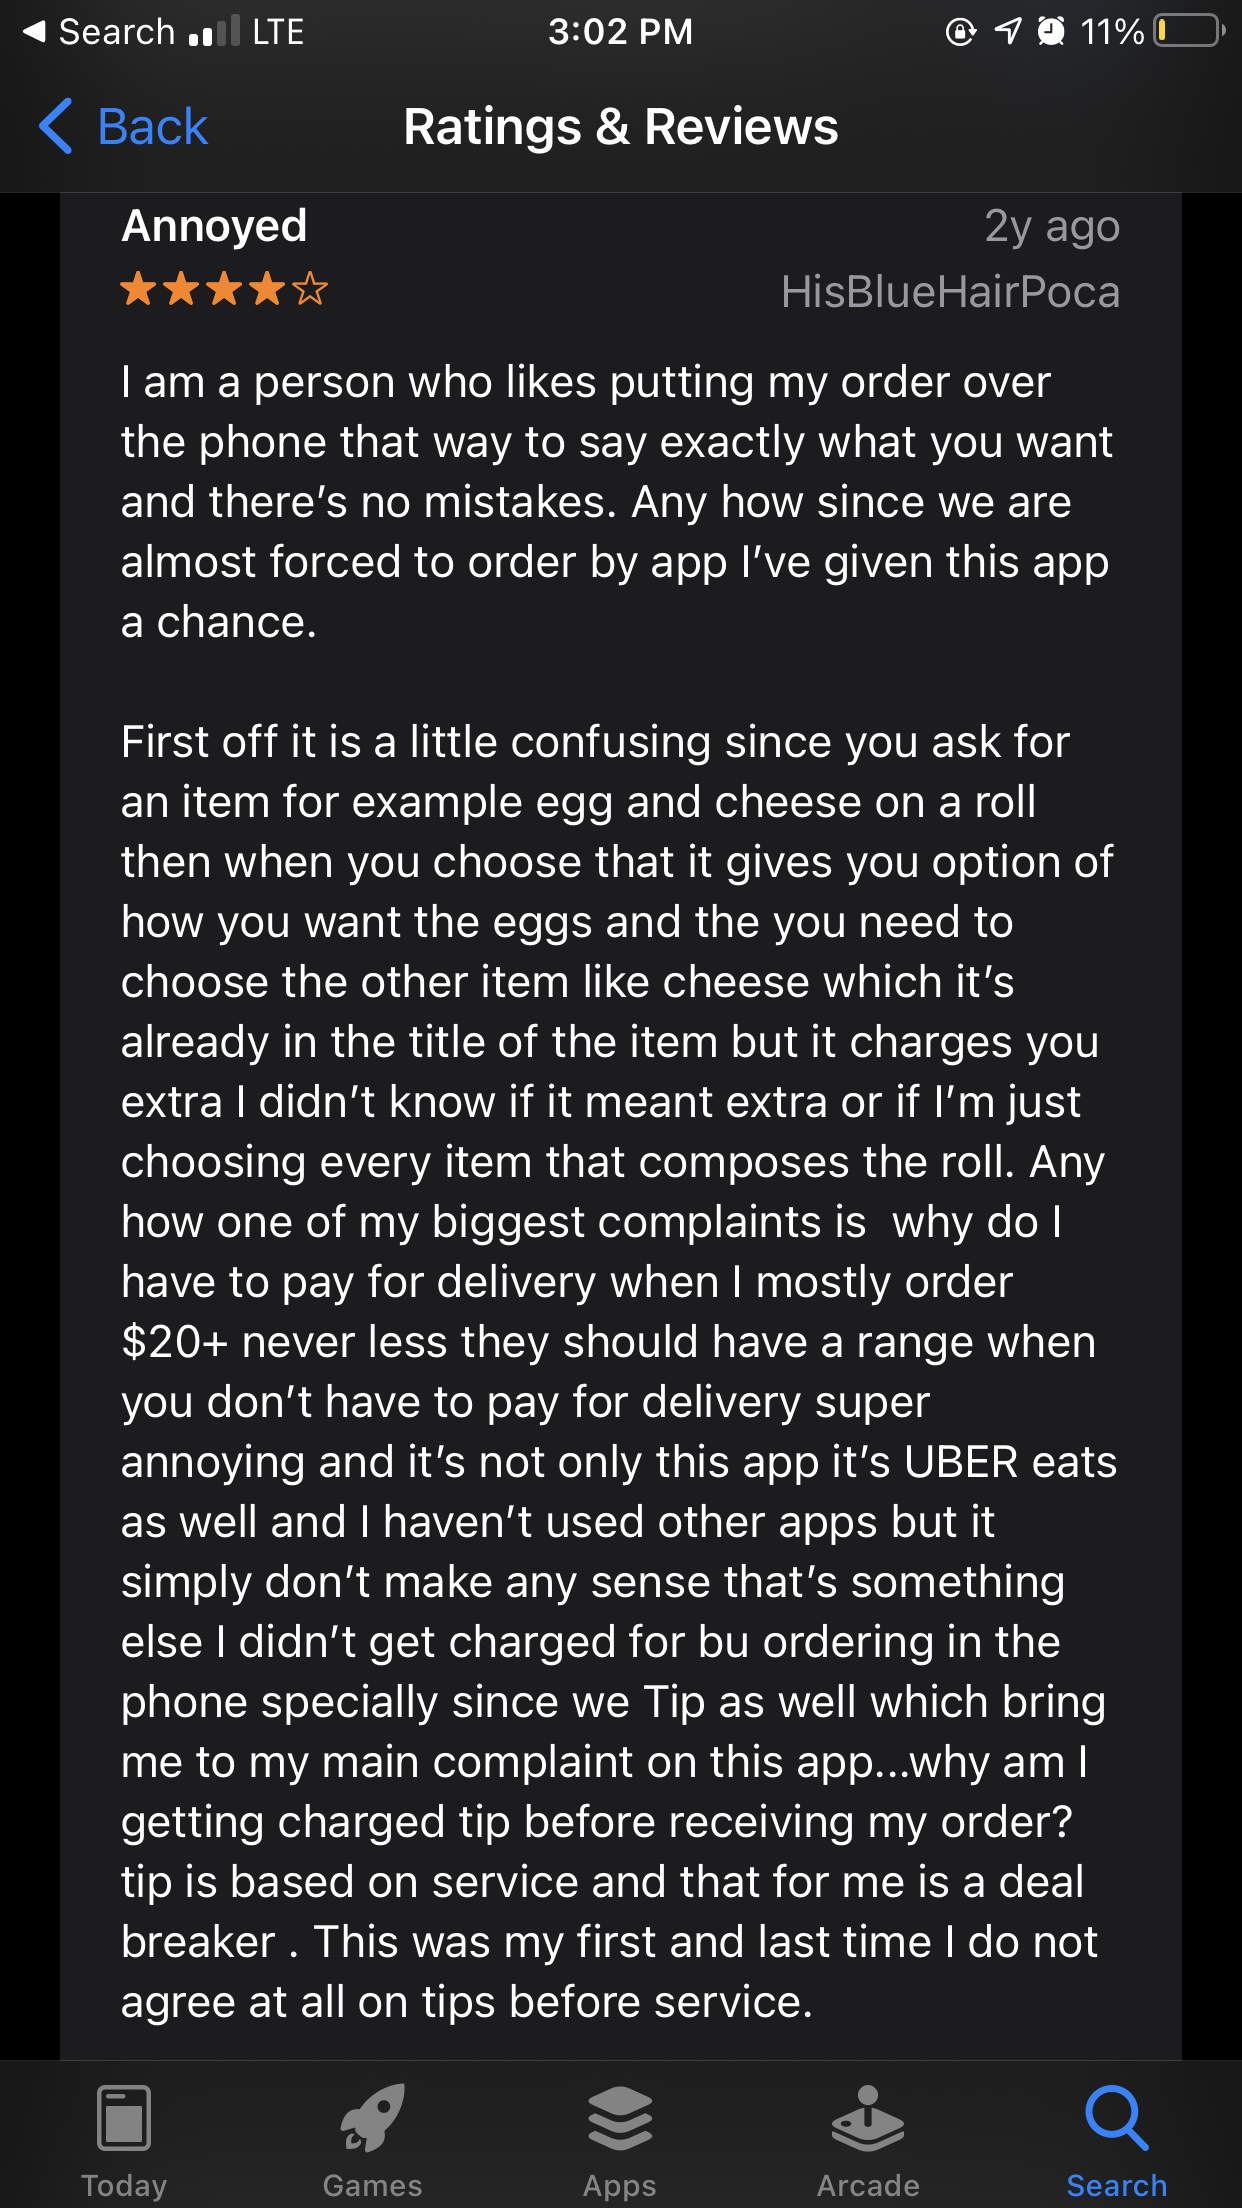 Search LTE 3:02 PM 11%
Back Ratings & Reviews
Annoyed 2y ago
HisBlueHairPoca
I am a person who likes putting my order over
the phone that way to say exactly what you want
and there’s no mistakes. Any how since we are
almost forced to order by app I’ve given this app
a chance.
First off it is a little confusing since you ask for
an item for example egg and cheese on a roll
then when you choose that it gives you option of
how you want the eggs and the you need to
choose the other item like cheese which it’s
already in the title of the item but it charges you
extra I didn’t know if it meant extra or if I’m just
choosing every item that composes the roll. Any
how one of my biggest complaints is  why do I
have to pay for delivery when I mostly order
$20+ never less they should have a range when
you don’t have to pay for delivery super
annoying and it’s not only this app it’s UBER eats
as well and I haven’t used other apps but it
simply don’t make any sense that’s something
else I didn’t get charged for bu ordering in the
phone specially since we Tip as well which bring
me to my main complaint on this app...why am I
getting charged tip before receiving my order?
tip is based on service and that for me is a deal
breaker . This was my first and last time I do not
agree at all on tips before service.
Today Games Apps Arcade Search